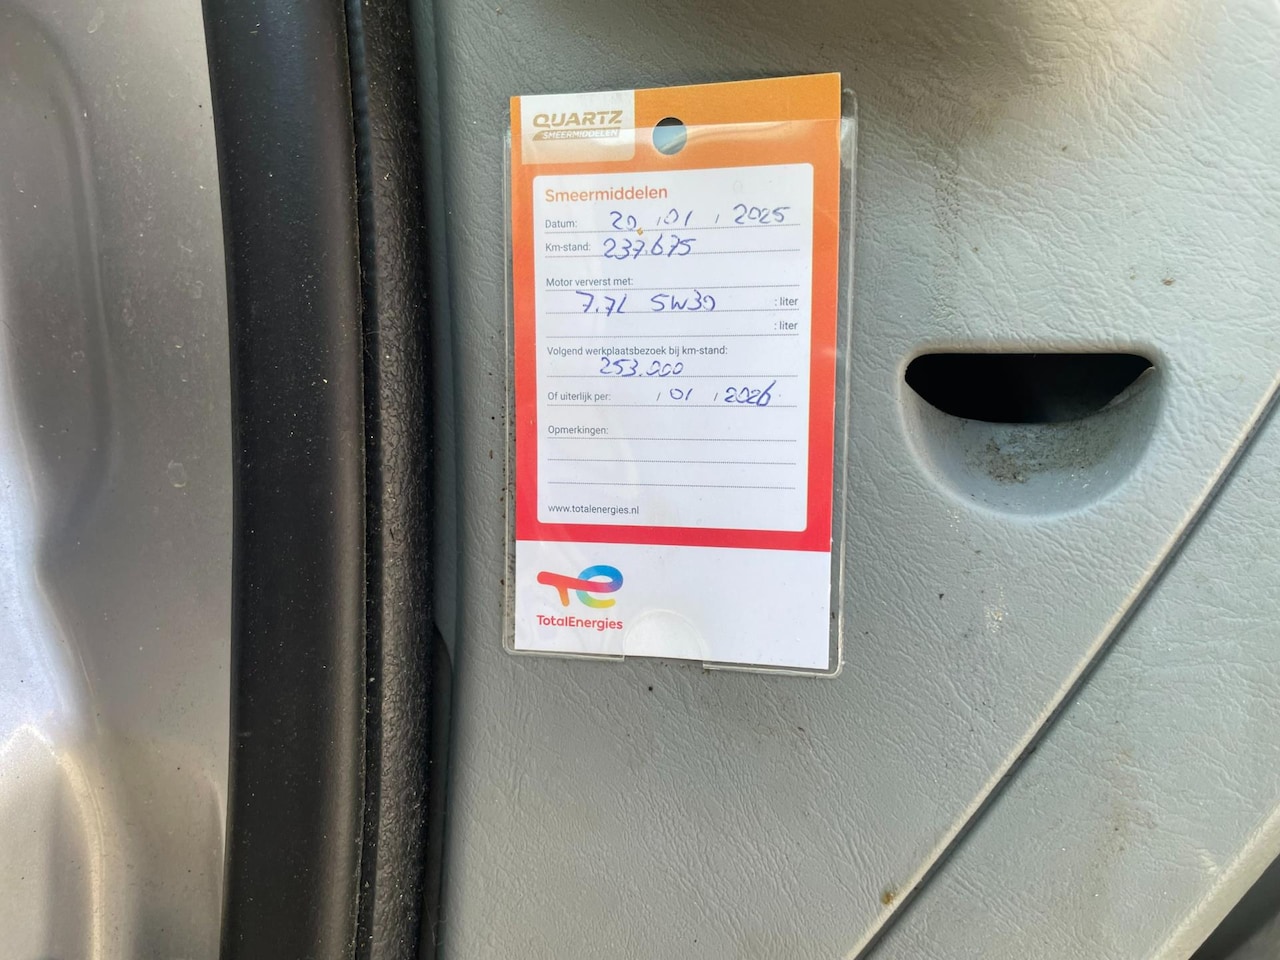 QUARTZ
SMEERMIDDELEN
Smeermiddelen
Datum: 20 , 01 , 2025
Km-stand: 237.675
Motor ververst met:
7.7L 5W30 : liter
: liter
Volgend werkplaatsbezoek bij km-stand:
253.000
Of uiterlijk per: , 01 , 2026
Opmerkingen:
www.totalenergies.nl
TotalEnergies